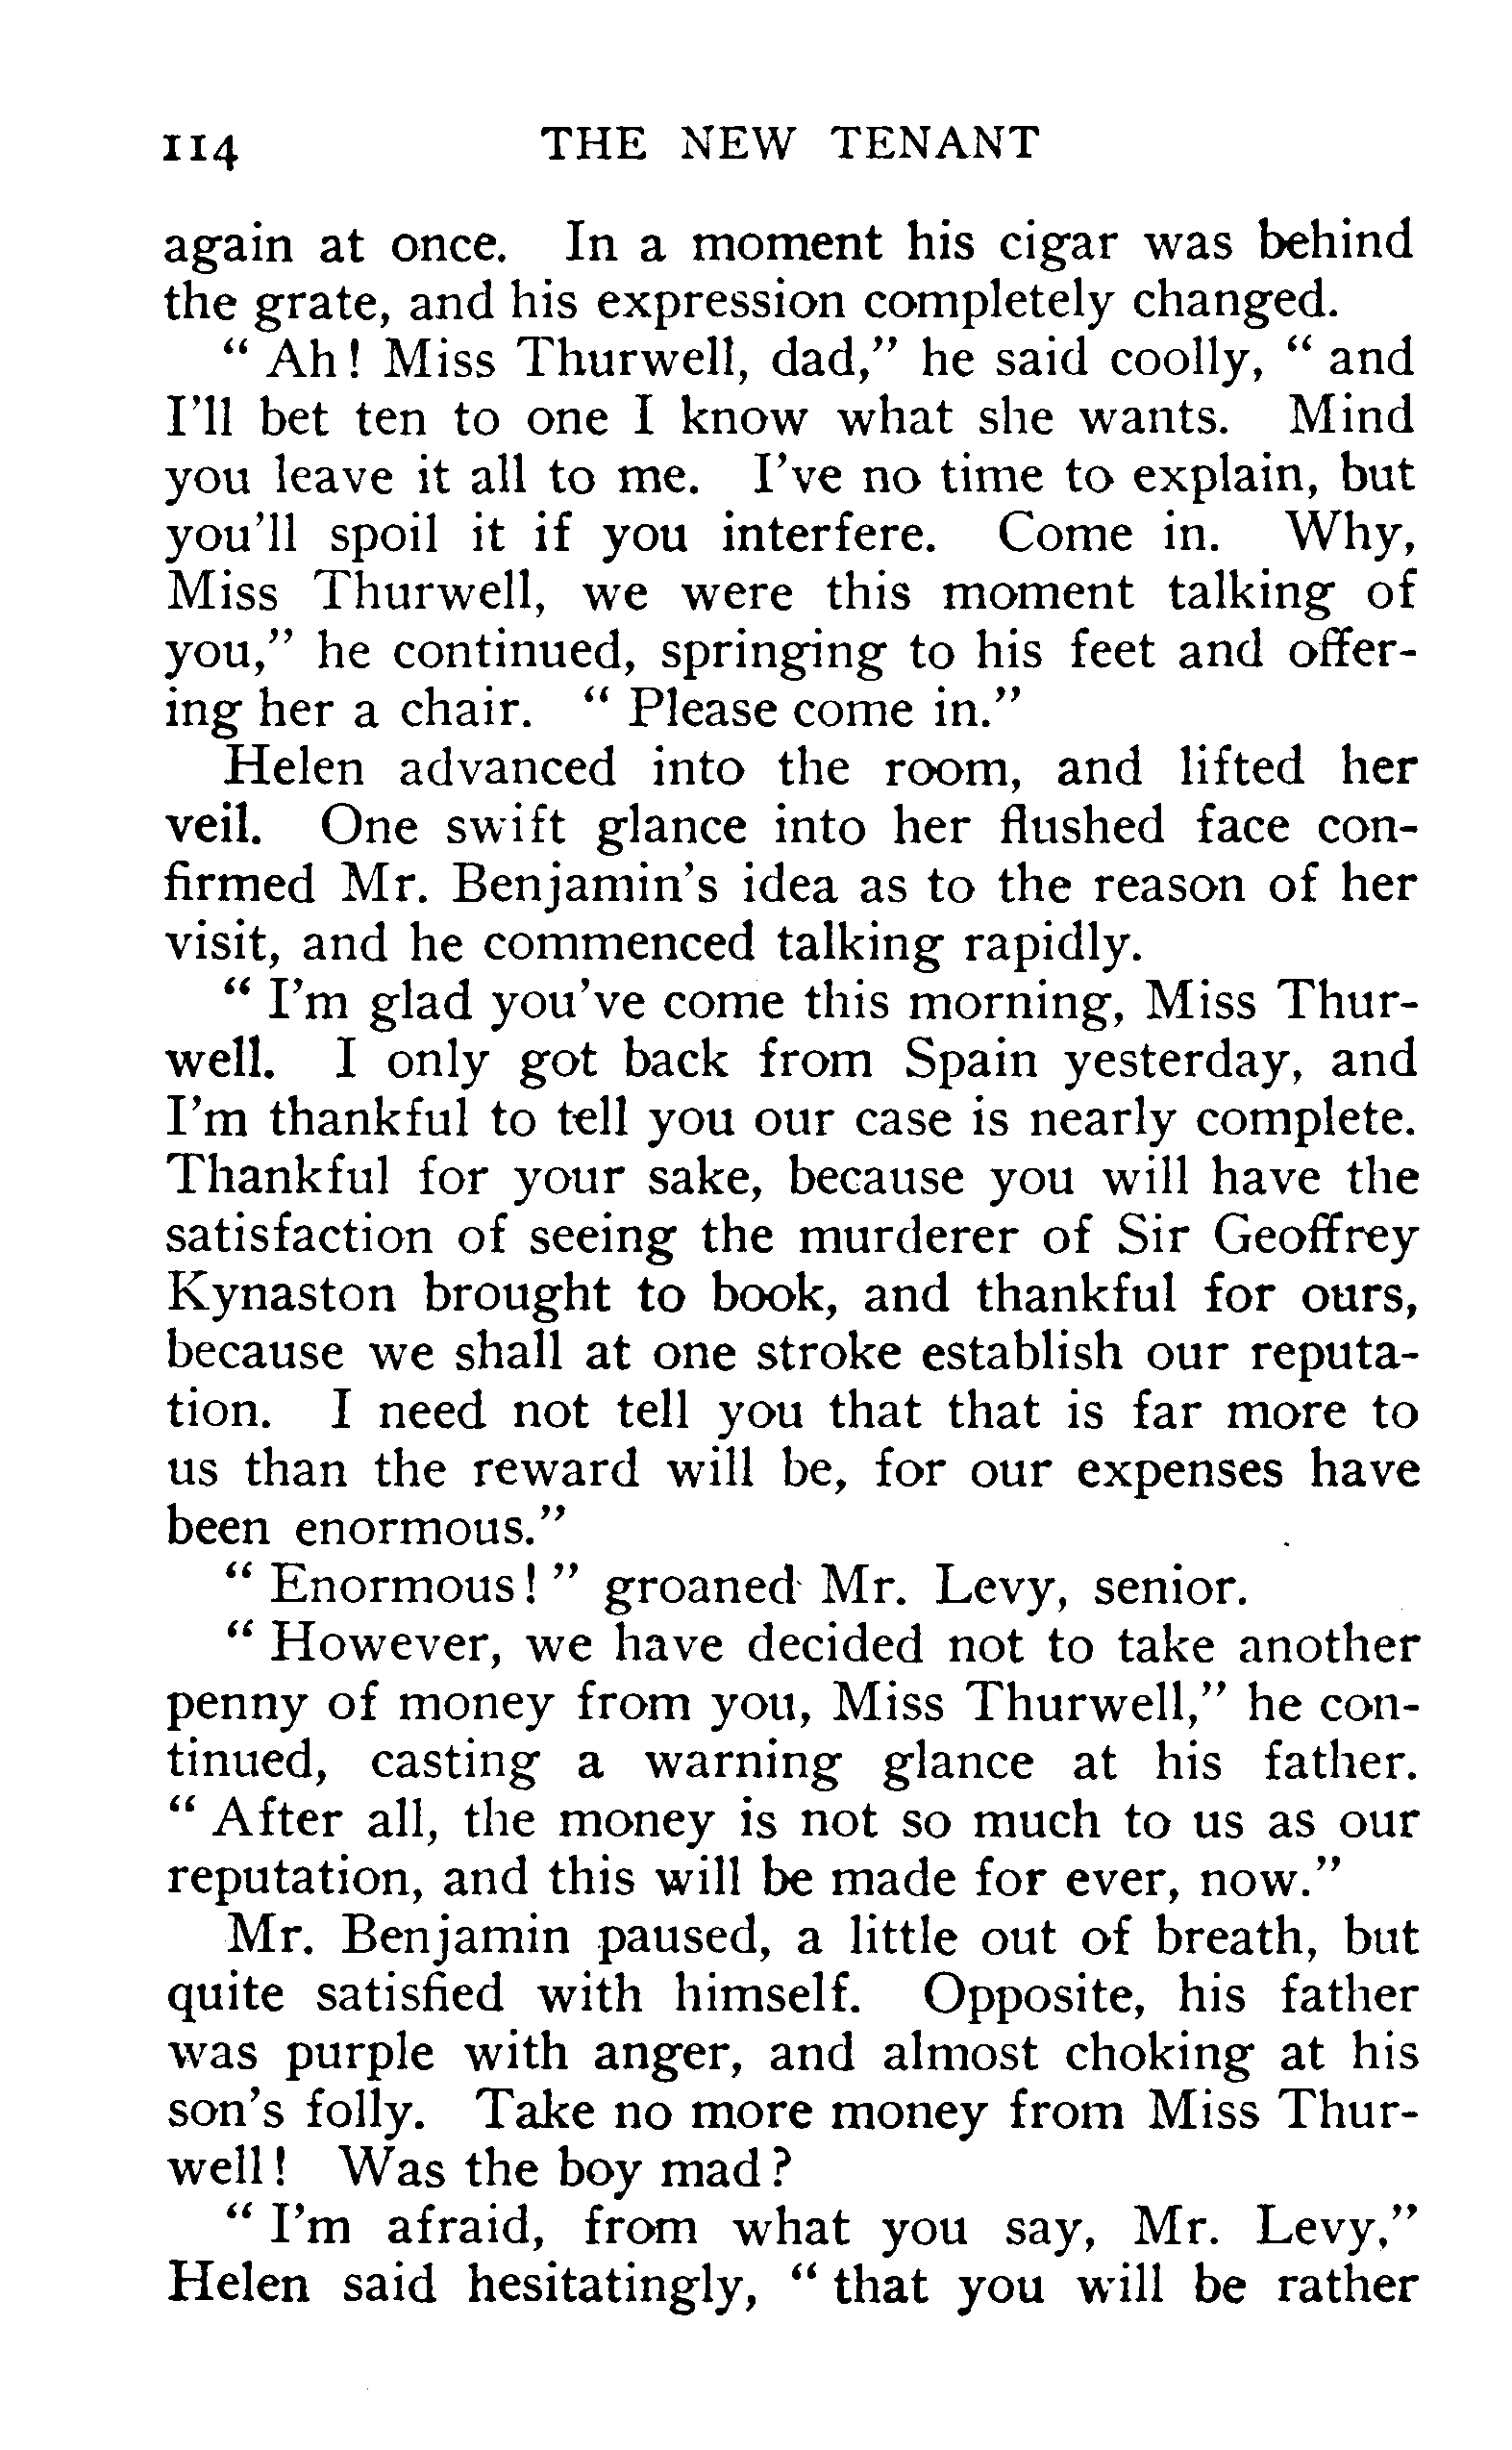 114 THE NEW TENANT
again at once. In a moment his cigar was behind
the grate, and his expression completely changed.
“ Ah! Miss Thurwell, dad,” he said coolly, “ and
I'll bet ten to one I know what she wants. Mind
you leave it all to me. I've no time to explain, but
you'll spoil it if you interfere. Come in. Why,
Miss Thurwell, we were this moment talking of
you,” he continued, springing to his feet and offer-
ing her a chair. “ Please come in.”
Helen advanced into the room, and lifted her
veil. One swift glance into her flushed face con-
firmed Mr. Benjamin's idea as to the reason of her
visit, and he commenced talking rapidly.
“ I'm glad you've come this morning, Miss Thur-
well. I only got back from Spain yesterday, and
I'm thankful to tell you our case is nearly complete.
Thankful for your sake, because you will have the
satisfaction of seeing the murderer of Sir Geoffrey
Kynaston brought to book, and thankful for ours,
because we shall at one stroke establish our reputa-
tion. I need not tell you that that is far more to
us than the reward will be, for our expenses have
been enormous.”
“ Enormous! ” groaned Mr. Levy, senior.
“ However, we have decided not to take another
penny of money from you, Miss Thurwell,” he con-
tinued, casting a warning glance at his father.
“ After all, the money is not so much to us as our
reputation, and this will be made for ever, now.”
Mr. Benjamin paused, a little out of breath, but
quite satisfied with himself. Opposite, his father
was purple with anger, and almost choking at his
son's folly. Take no more money from Miss Thur-
well! Was the boy mad?
“ I'm afraid, from what you say, Mr. Levy,”
Helen said hesitatingly, “ that you will be rather